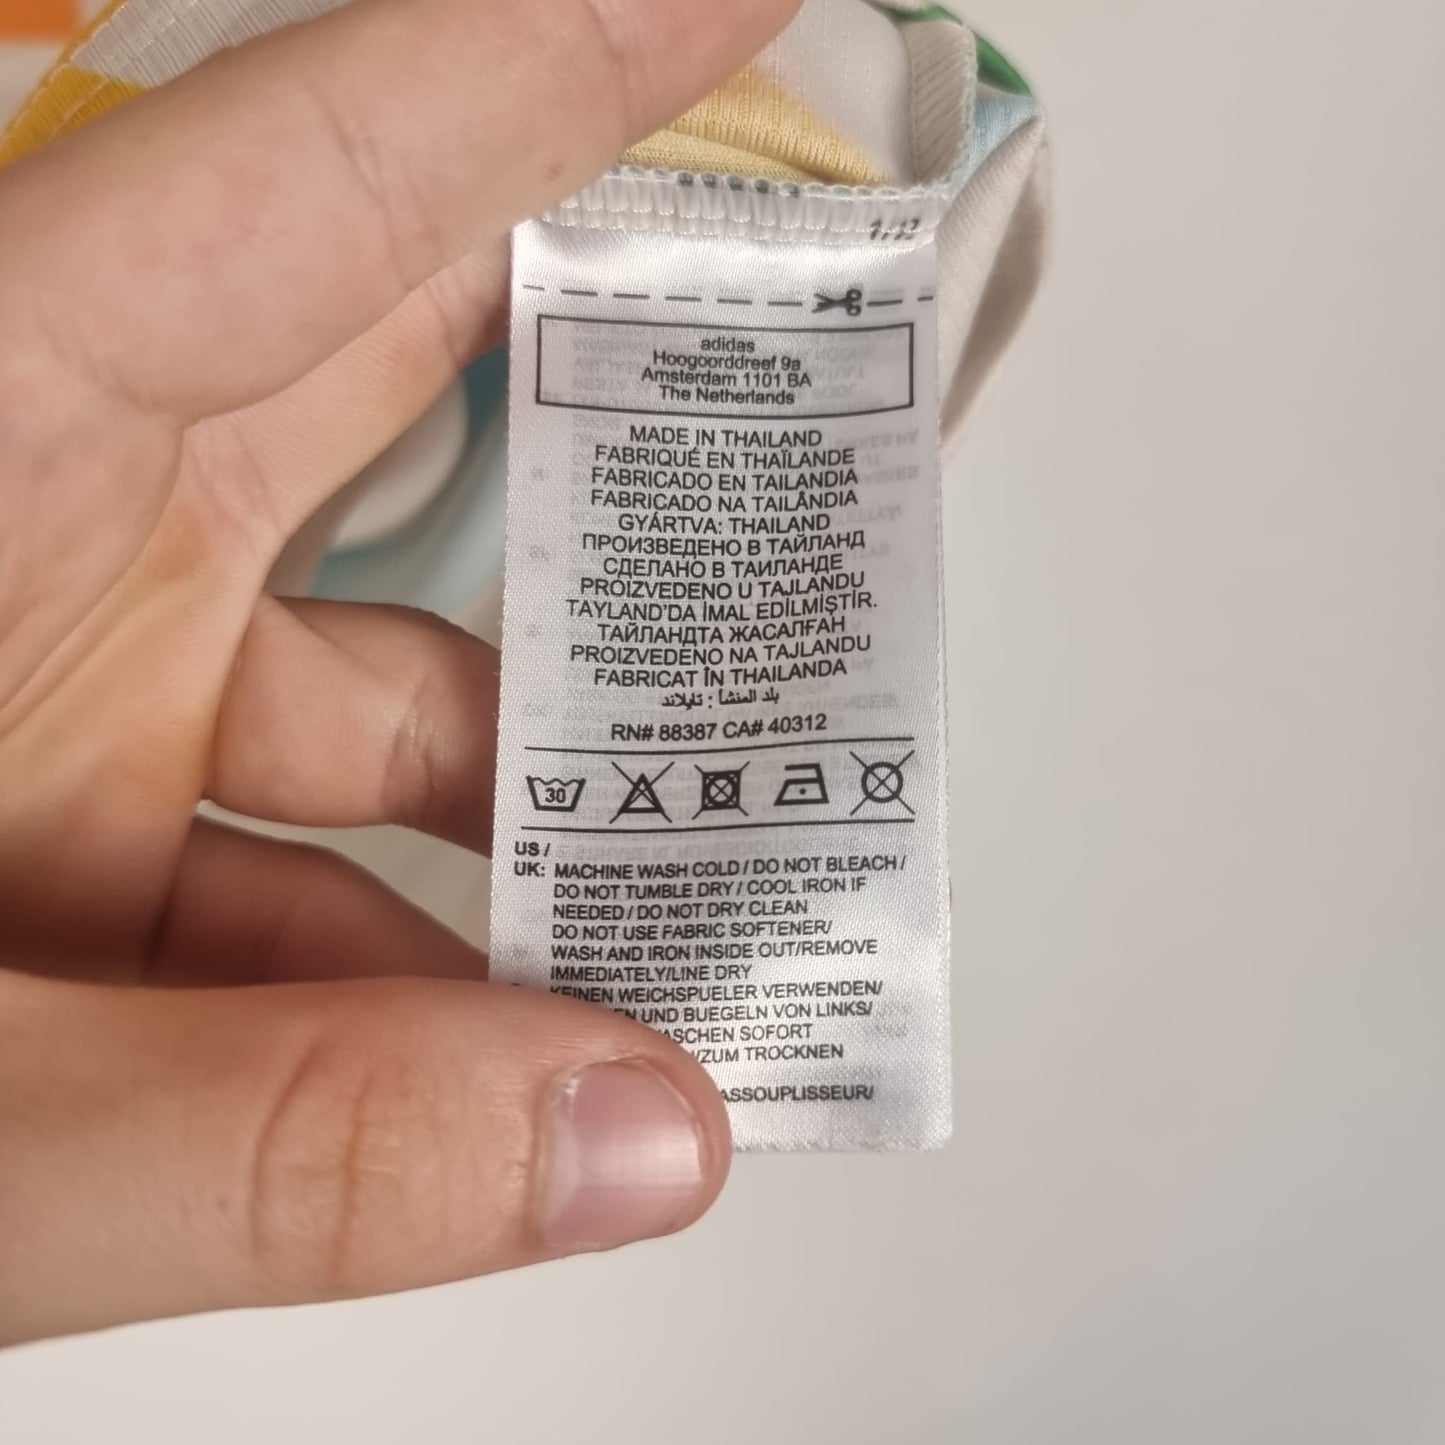 1/12
adidas
Hoogoorddreef 9a
Amsterdam 1101 BA
The Netherlands
MADE IN THAILAND
FABRIQUÉ EN THAÏLANDE
FABRICADO EN TAILANDIA
FABRICADO NA TAILÂNDIA
GYÁRTVA: THAILAND
ПРОИЗВЕДЕНО В ТАЙЛАНД
СДЕЛАНО В ТАИЛАНДЕ
PROIZVEDENO U TAJLANDU
TAYLAND'DA İMAL EDİLMİŞTİR.
ТАЙЛАНДТА ЖАСАЛҒАН
PROIZVEDENO NA TAJLANDU
FABRICAT ÎN THAILANDA
بلد المنشأ : تايلاند
RN# 88387 CA# 40312
30
US /
UK: MACHINE WASH COLD / DO NOT BLEACH /
DO NOT TUMBLE DRY / COOL IRON IF
NEEDED / DO NOT DRY CLEAN
DO NOT USE FABRIC SOFTENER/
WASH AND IRON INSIDE OUT/REMOVE
IMMEDIATELY/LINE DRY
KEINEN WEICHSPUELER VERWENDEN/
UND BUEGELN VON LINKS/
SOFORT
/ZUM TROCKNEN
ASSOUPLISSEUR/